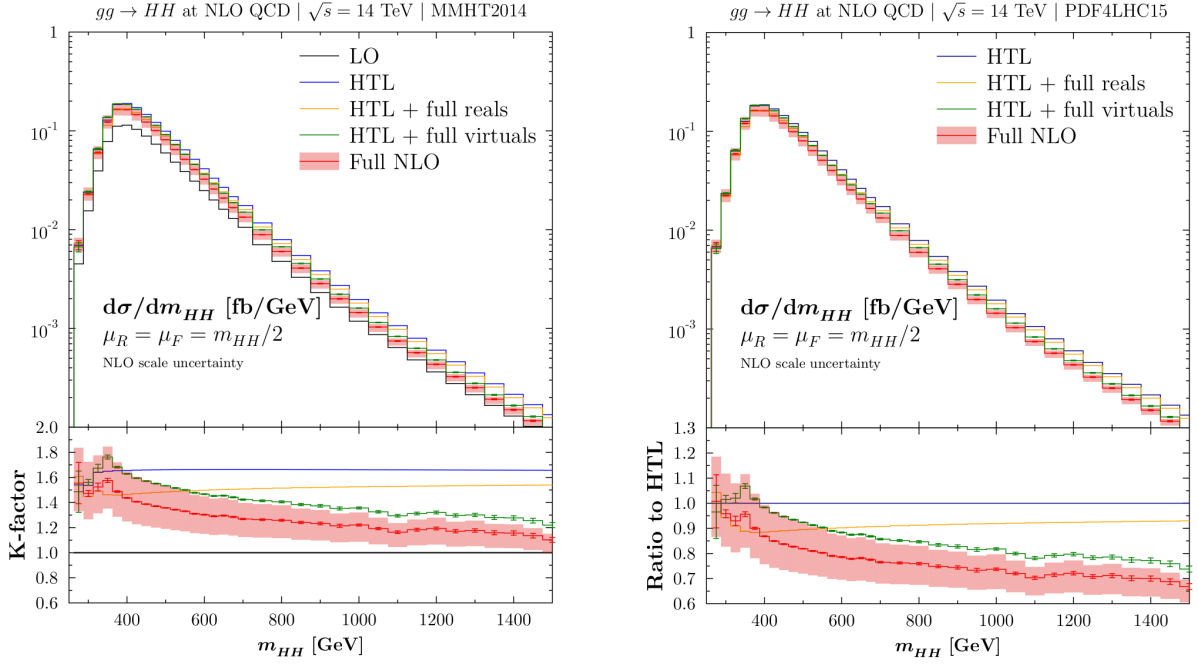 gg → HH at NLO QCD | √s = 14 TeV | MMHT2014
1
LO
HTL
HTL + full reals
HTL + full virtuals
Full NLO
10⁻¹
10⁻²
10⁻³
dσ/dm_HH [fb/GeV]
μ_R = μ_F = m_HH/2
NLO scale uncertainty
2.0
1.8
1.6
1.4
1.2
1.0
0.8
0.6
K-factor
400 600 800 1000 1200 1400
m_HH [GeV]
gg → HH at NLO QCD | √s = 14 TeV | PDF4LHC15
1
HTL
HTL + full reals
HTL + full virtuals
Full NLO
10⁻¹
10⁻²
10⁻³
dσ/dm_HH [fb/GeV]
μ_R = μ_F = m_HH/2
NLO scale uncertainty
1.3
1.2
1.1
1.0
0.9
0.8
0.7
0.6
Ratio to HTL
400 600 800 1000 1200 1400
m_HH [GeV]